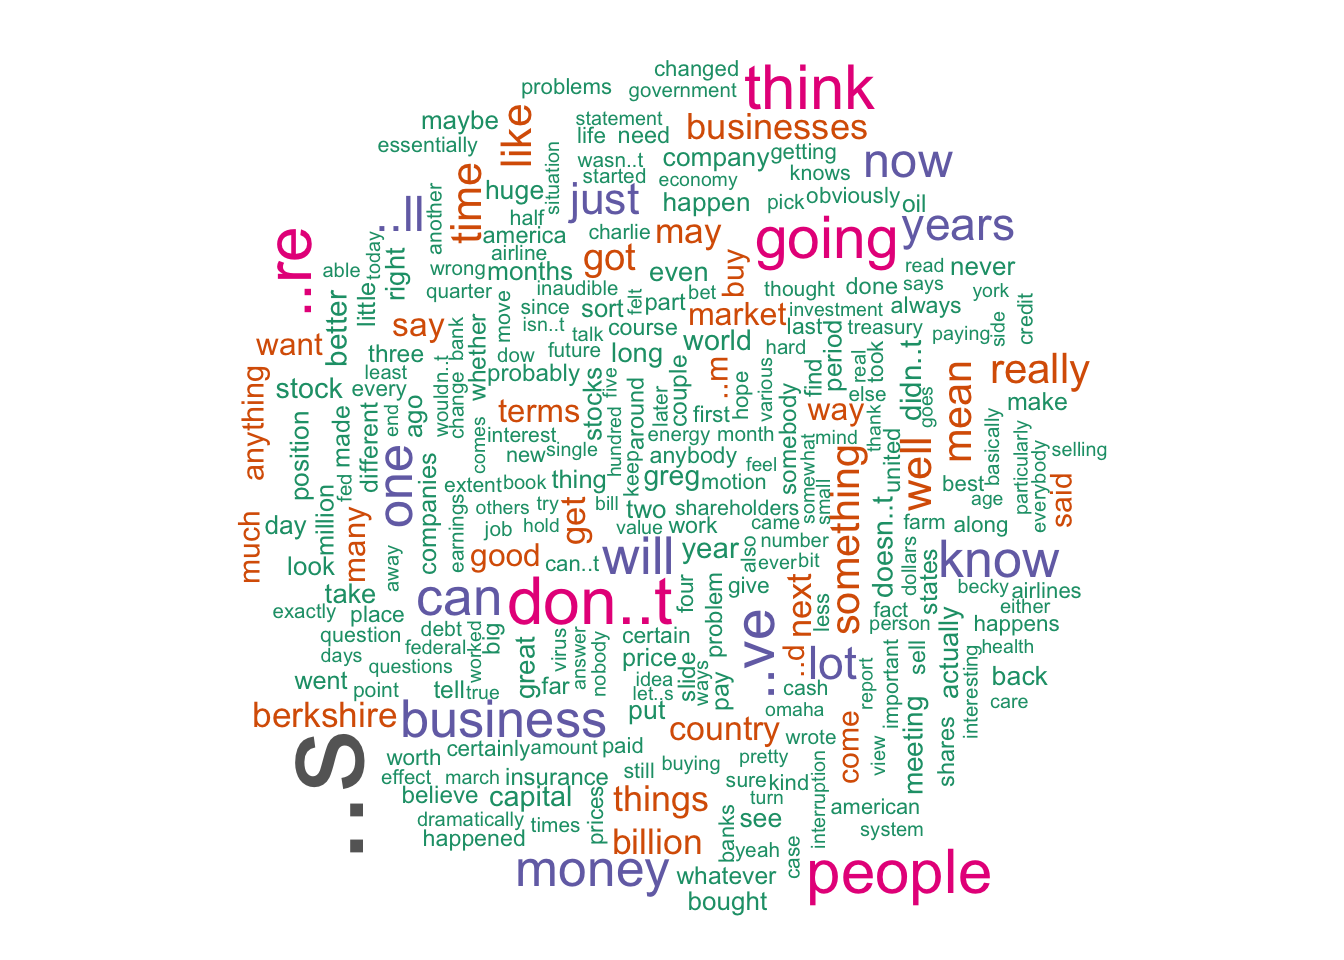 changed
problems
government
think
maybe
like
statement
life need
businesses
essentially
wasn..t
company
getting
now
situation
started
economy
knows
time
huge
just
happen
pick
obviously
oil
..ll
another
half
america
charlie
may
going
years
..re
today
right
airline
got
able
wrong
months
even
buy
read
never
little
quarter
inaudible
thought
done
says
better
since
sort
felt
part
bet
investment
always
york
say
move
isn..t
talk
course
market
last
treasury
paying
side
credit
want
three
bank
whether
dow
future
long
world
hard
period
real
took
didn..t
really
least
wouldn..t
change
probably
stocks
five
couple
..m
hope
various
find
else
mean
anything
stock
every
terms
around
later
first
way
goes
make
position
made
different
end
ago
comes
interest
energy
month
somebody
mind
thank
well
basically
new
single
hundred
keep
anybody
feel
somewhat
something
united
particularly
everybody
selling
fed
one
companies
extent
book
thing
greg
motion
small
best
age
said
much
day
million
many
earnings
others
try
bill
two
shareholders
came
farm
along
job
hold
get
value
work
number
doesn..t
dollars
look
away
good
can..t
will
year
also
ever
bit
know
states
take
can
don..t
four
give
less
next
fact
becky
airlines
exactly
place
person
either
question
debt
worked
big
virus
answer
certain
problem
..ve
happens
days
federal
great
nobody
price
..d
lot
actually
health
questions
idea
slide
ways
sell
important
interesting
went
point
tell
true
far
let..s
pay
cash
report
back
berkshire
business
put
omaha
care
country
wrote
come
view
meeting
shares
..s
worth
certainly
amount
paid
pretty
effect
march
insurance
still
buying
sure
kind
believe
capital
things
turn
interruption
american
dramatically
times
prices
see
system
happened
billion
banks
yeah
case
money
whatever
people
bought